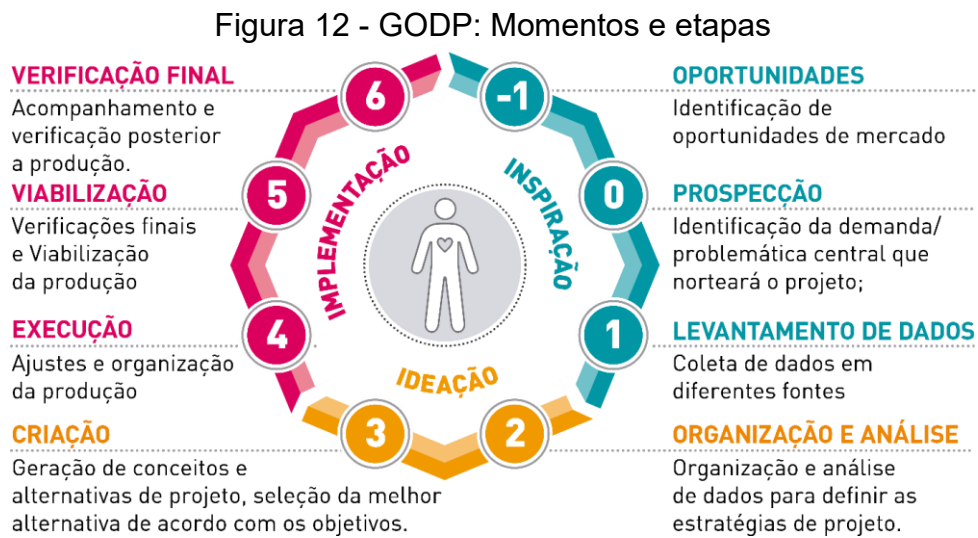 Figura 12 - GODP: Momentos e etapas
VERIFICAÇÃO FINAL
Acompanhamento e
verificação posterior
a produção.
VIABILIZAÇÃO
Verificações finais
e Viabilização
da produção
EXECUÇÃO
Ajustes e organização
da produção
CRIAÇÃO
Geração de conceitos e
alternativas de projeto, seleção da melhor
alternativa de acordo com os objetivos.
6
5
4
3
-1
0
1
2
IMPLEMENTAÇÃO
INSPIRAÇÃO
IDEAÇÃO
OPORTUNIDADES
Identificação de
oportunidades de mercado
PROSPECÇÃO
Identificação da demanda/
problemática central que
norteará o projeto;
LEVANTAMENTO DE DADOS
Coleta de dados em
diferentes fontes
ORGANIZAÇÃO E ANÁLISE
Organização e análise
de dados para definir as
estratégias de projeto.